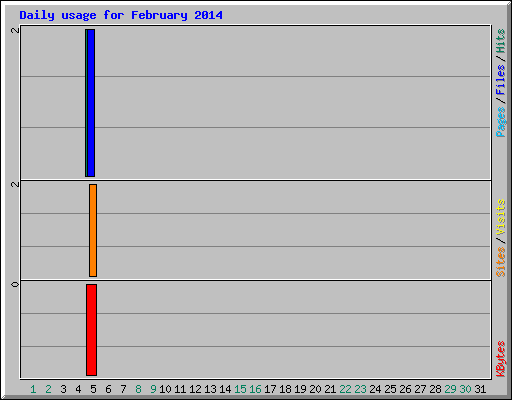 Daily usage for February 2014
2
2
0
Pages/Files/Hits
Sites/Visits
KBytes
1 2 3 4 5 6 7 8 9 10 11 12 13 14 15 16 17 18 19 20 21 22 23 24 25 26 27 28 29 30 31